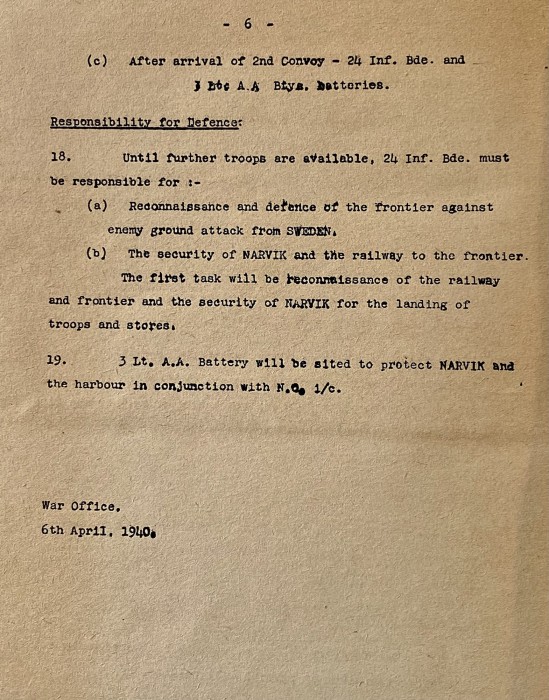 - 6 -
(c) After arrival of 2nd Convoy - 24 Inf. Bde. and
3 Lt. A.A Btys. batteries.
Responsibility for Defence:
18. Until further troops are available, 24 Inf. Bde. must
be responsible for :-
(a) Reconnaissance and defence of the frontier against
enemy ground attack from SWEDEN.
(b) The security of NARVIK and the railway to the frontier.
The first task will be reconnaissance of the railway
and frontier and the security of NARVIK for the landing of
troops and stores.
19. 3 Lt. A.A. Battery will be sited to protect NARVIK and
the harbour in conjunction with N.O. i/c.
War Office.
6th April, 1940.